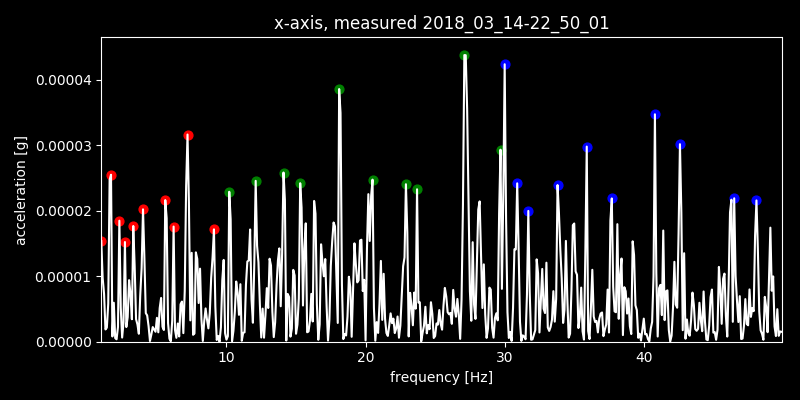 x-axis, measured 2018_03_14-22_50_01
acceleration [g]
0.00004
0.00003
0.00002
0.00001
0.00000
10 20 30 40
frequency [Hz]